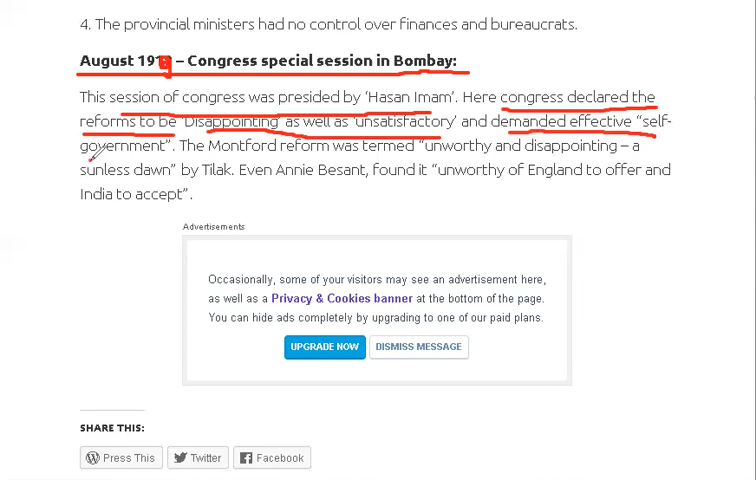 4. The provincial ministers had no control over finances and bureaucrats.
August 191 – Congress special session in Bombay:
This session of congress was presided by ‘Hasan Imam’. Here congress declared the
reforms to be ‘Disappointing’ as well as ‘unsatisfactory’ and demanded effective “self-
government”. The Montford reform was termed “unworthy and disappointing – a
sunless dawn” by Tilak. Even Annie Besant, found it “unworthy of England to offer and
India to accept”.
Advertisements
Occasionally, some of your visitors may see an advertisement here,
as well as a Privacy & Cookies banner at the bottom of the page.
You can hide ads completely by upgrading to one of our paid plans.
UPGRADE NOW DISMISS MESSAGE
SHARE THIS:
Press This Twitter Facebook